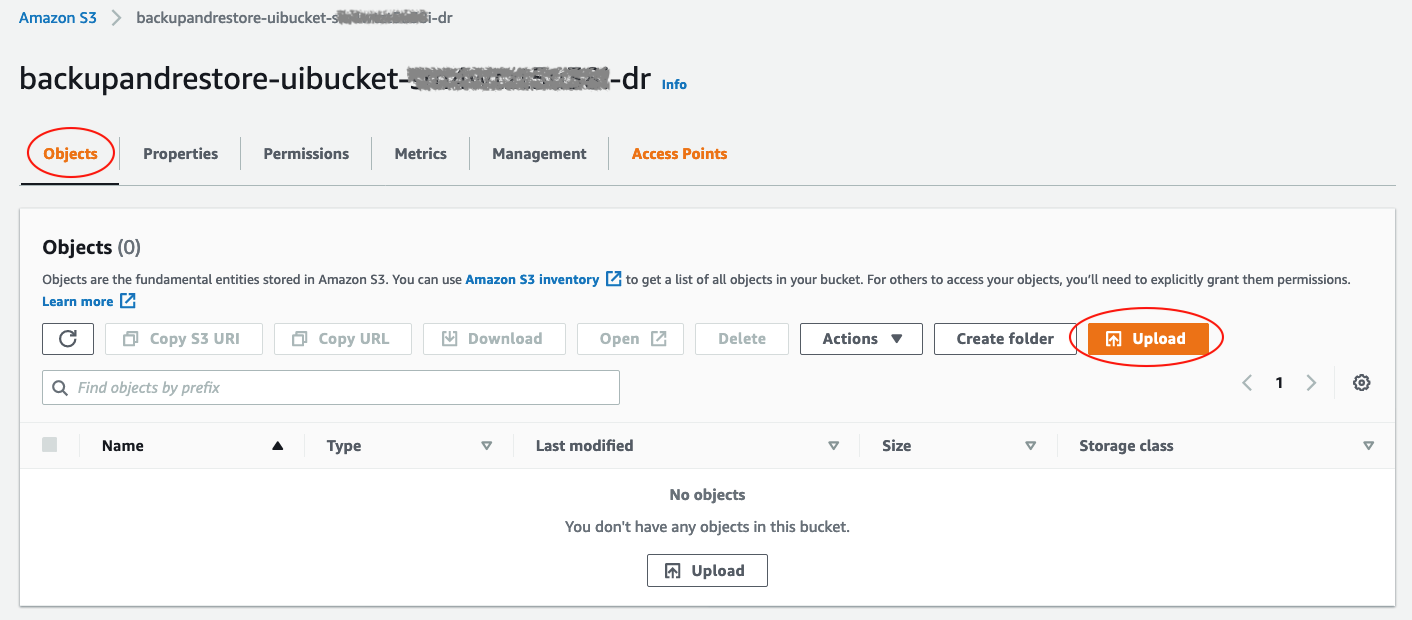 Amazon S3 backupandrestore-uibucket- -dr
backupandrestore-uibucket- -dr Info
Objects Properties Permissions Metrics Management Access Points
Objects (0)
Objects are the fundamental entities stored in Amazon S3. You can use Amazon S3 inventory to get a list of all objects in your bucket. For others to access your objects, you’ll need to explicitly grant them permissions.
Learn more
Copy S3 URI Copy URL Download Open Delete Actions Create folder Upload
Find objects by prefix
1
Name Type Last modified Size Storage class
No objects
You don't have any objects in this bucket.
Upload